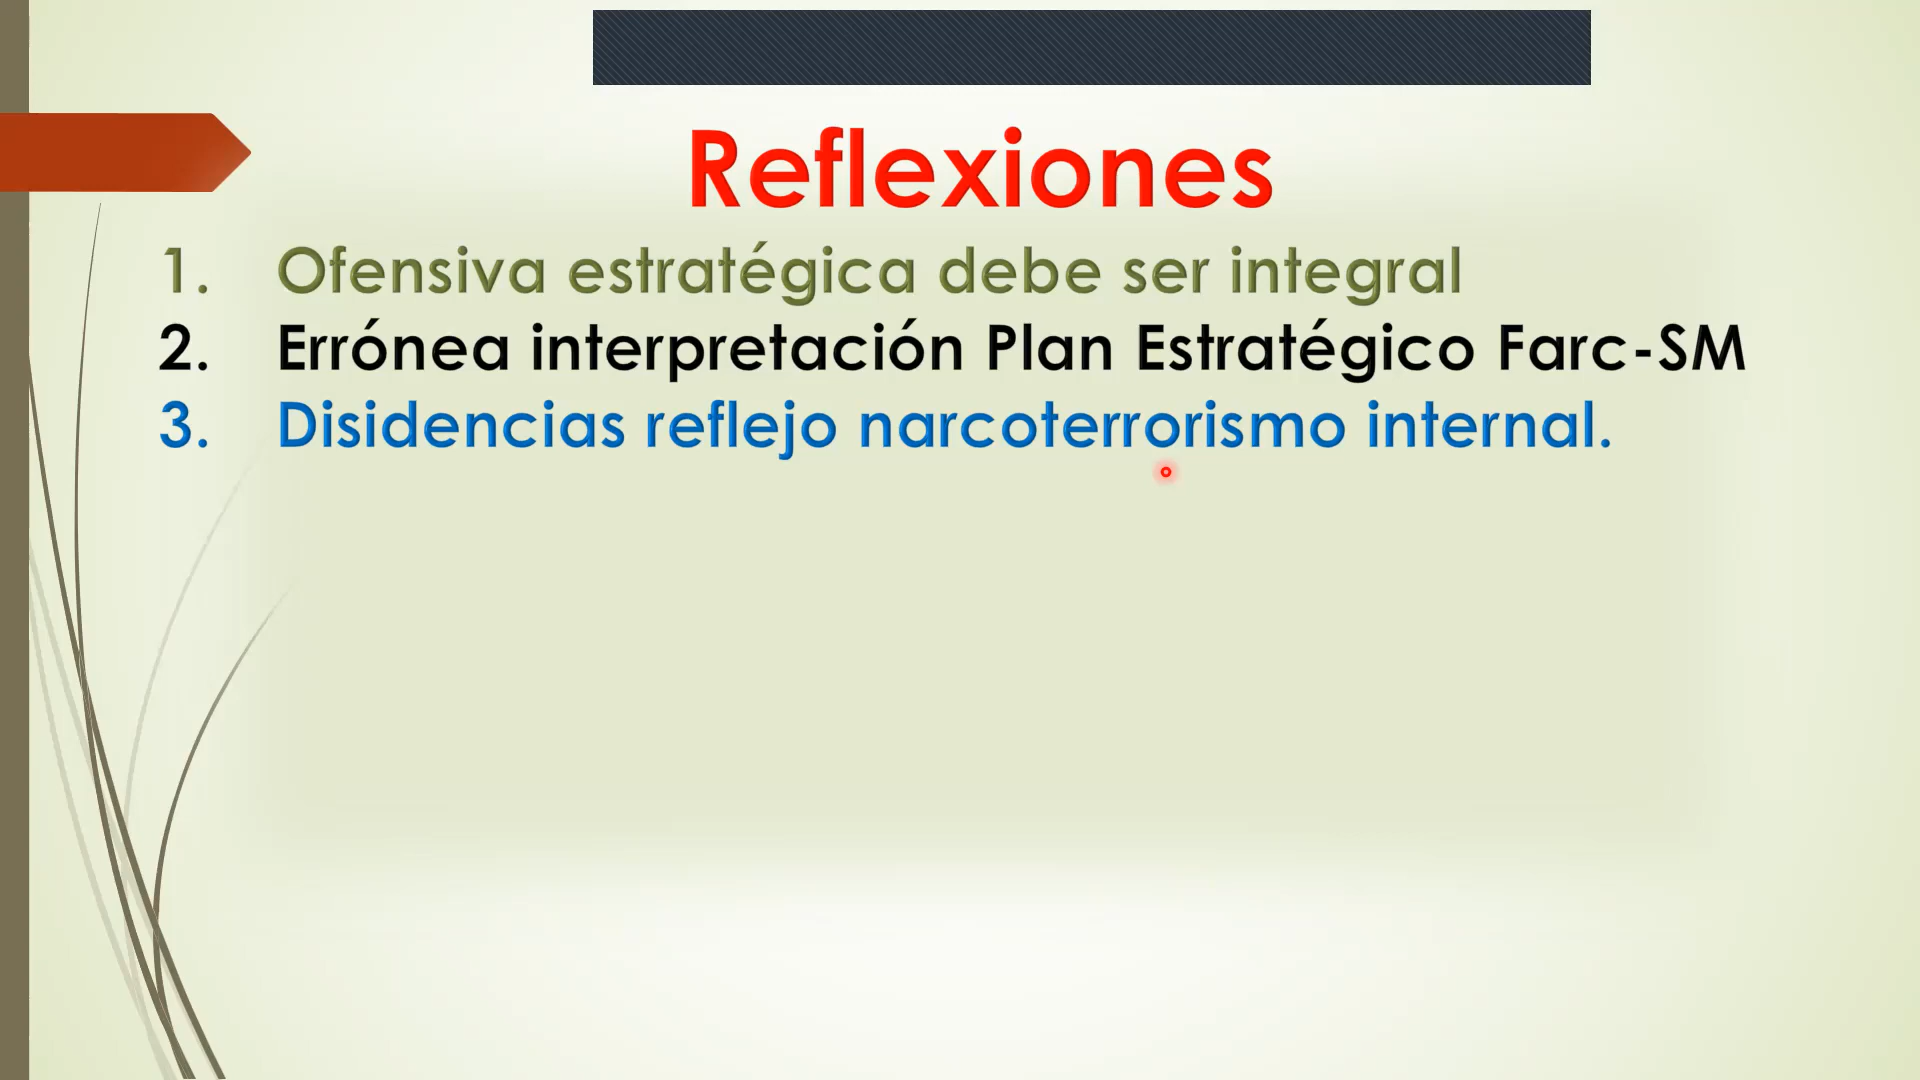 Reflexiones
1. Ofensiva estratégica debe ser integral
2. Errónea interpretación Plan Estratégico Farc-SM
3. Disidencias reflejo narcoterrorismo internal.